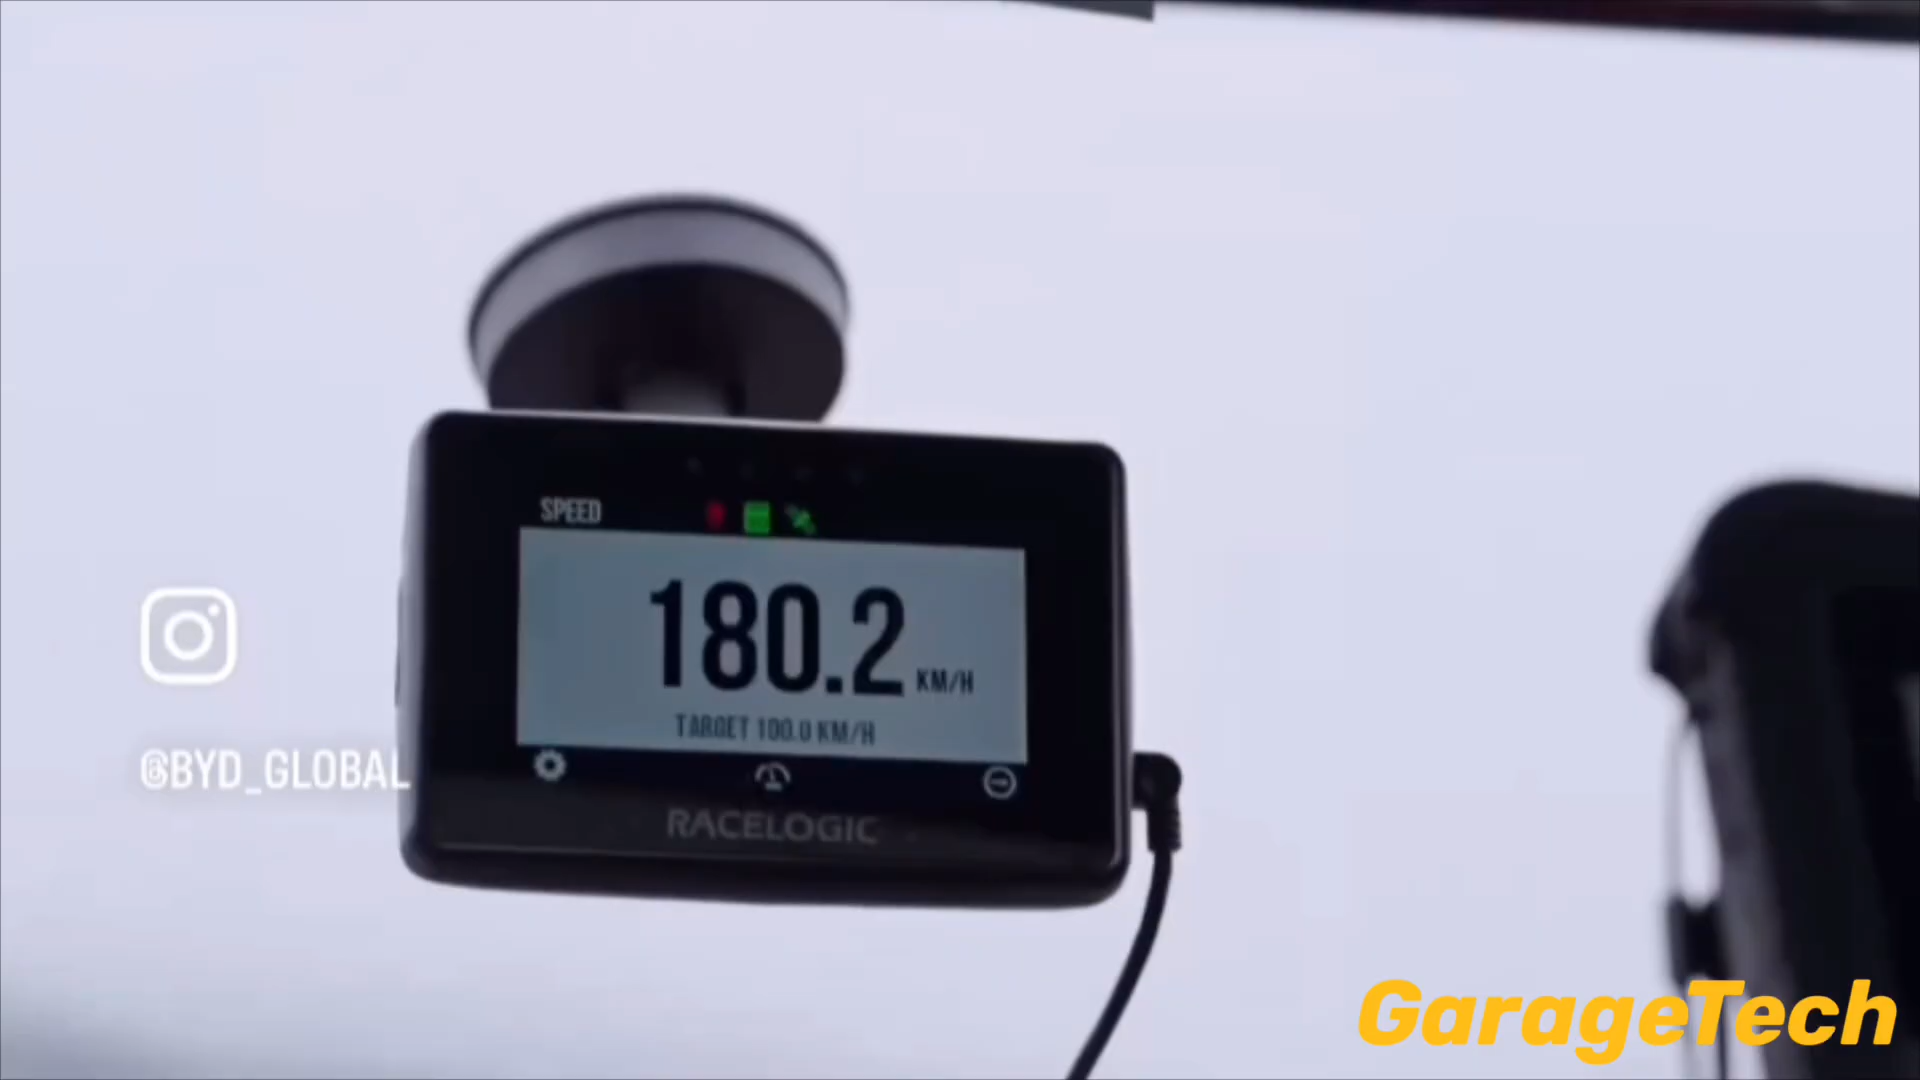 SPEED
180.2 KM/H
TARGET 100.0 KM/H
RACELOGIC
@BYD_GLOBAL
GarageTech